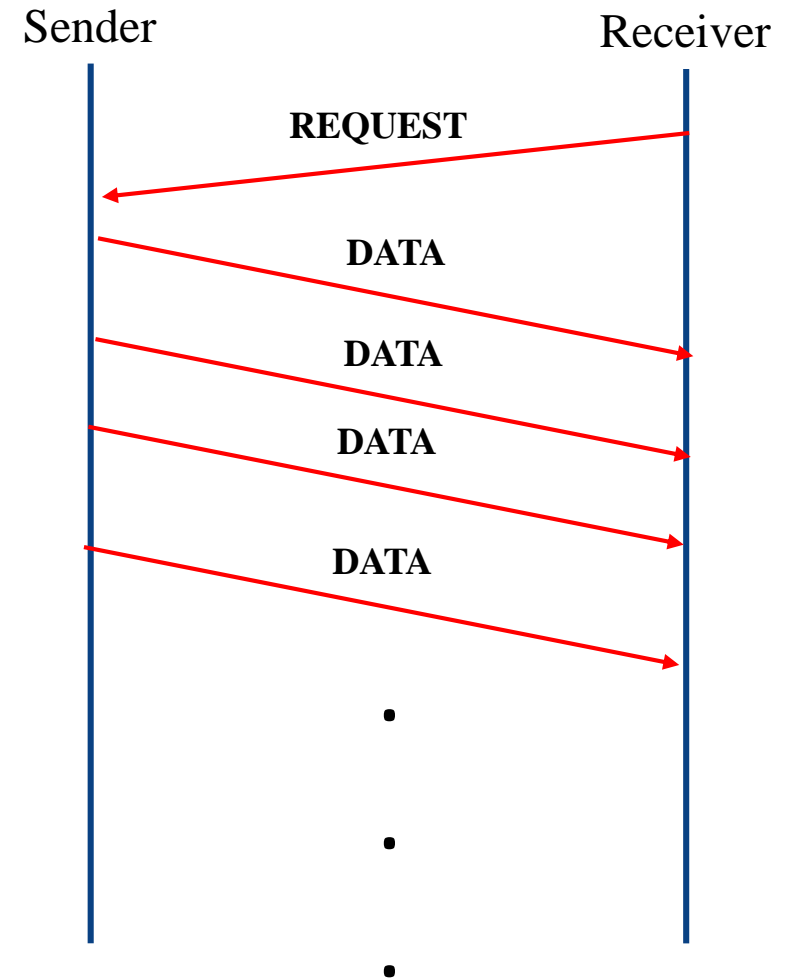 Sender
Receiver
REQUEST
DATA
DATA
DATA
DATA